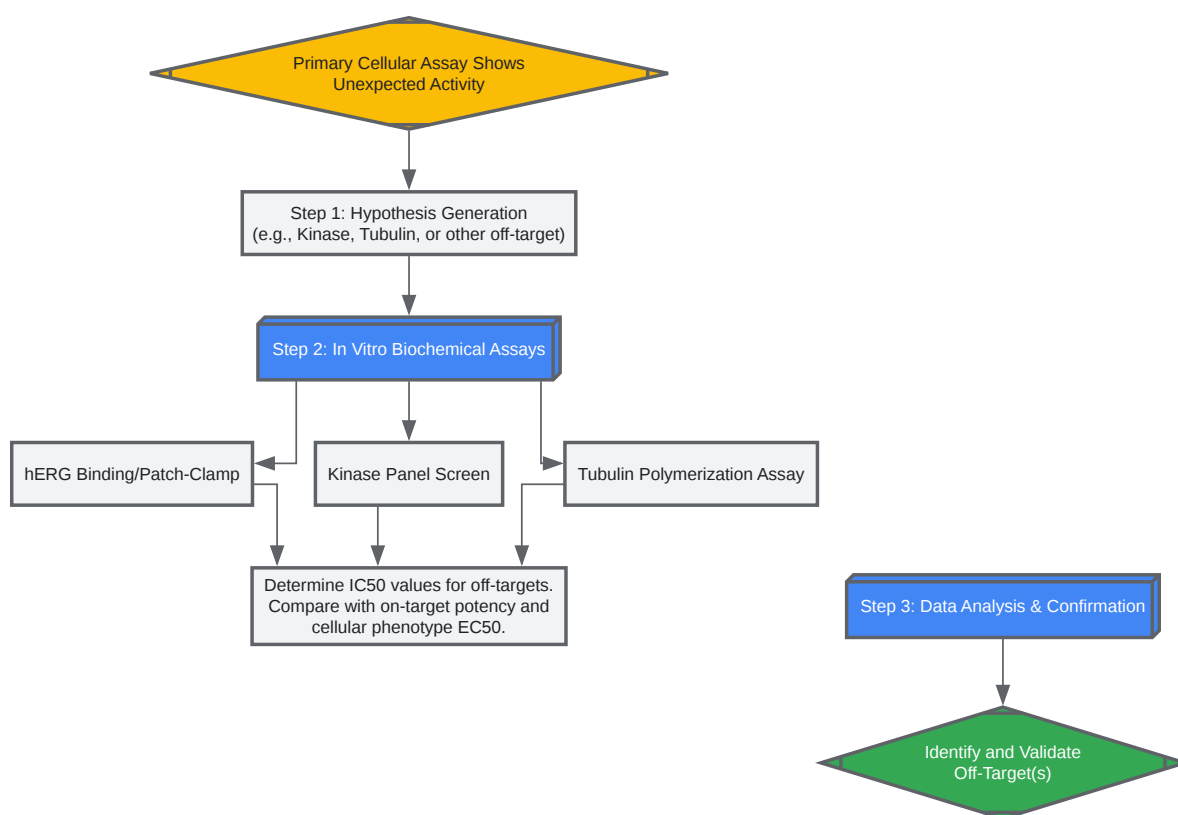 Primary Cellular Assay Shows
Unexpected Activity
Step 1: Hypothesis Generation
(e.g., Kinase, Tubulin, or other off-target)
Step 2: In Vitro Biochemical Assays
hERG Binding/Patch-Clamp
Kinase Panel Screen
Tubulin Polymerization Assay
Determine IC50 values for off-targets.
Compare with on-target potency and
cellular phenotype EC50.
Step 3: Data Analysis & Confirmation
Identify and Validate
Off-Target(s)